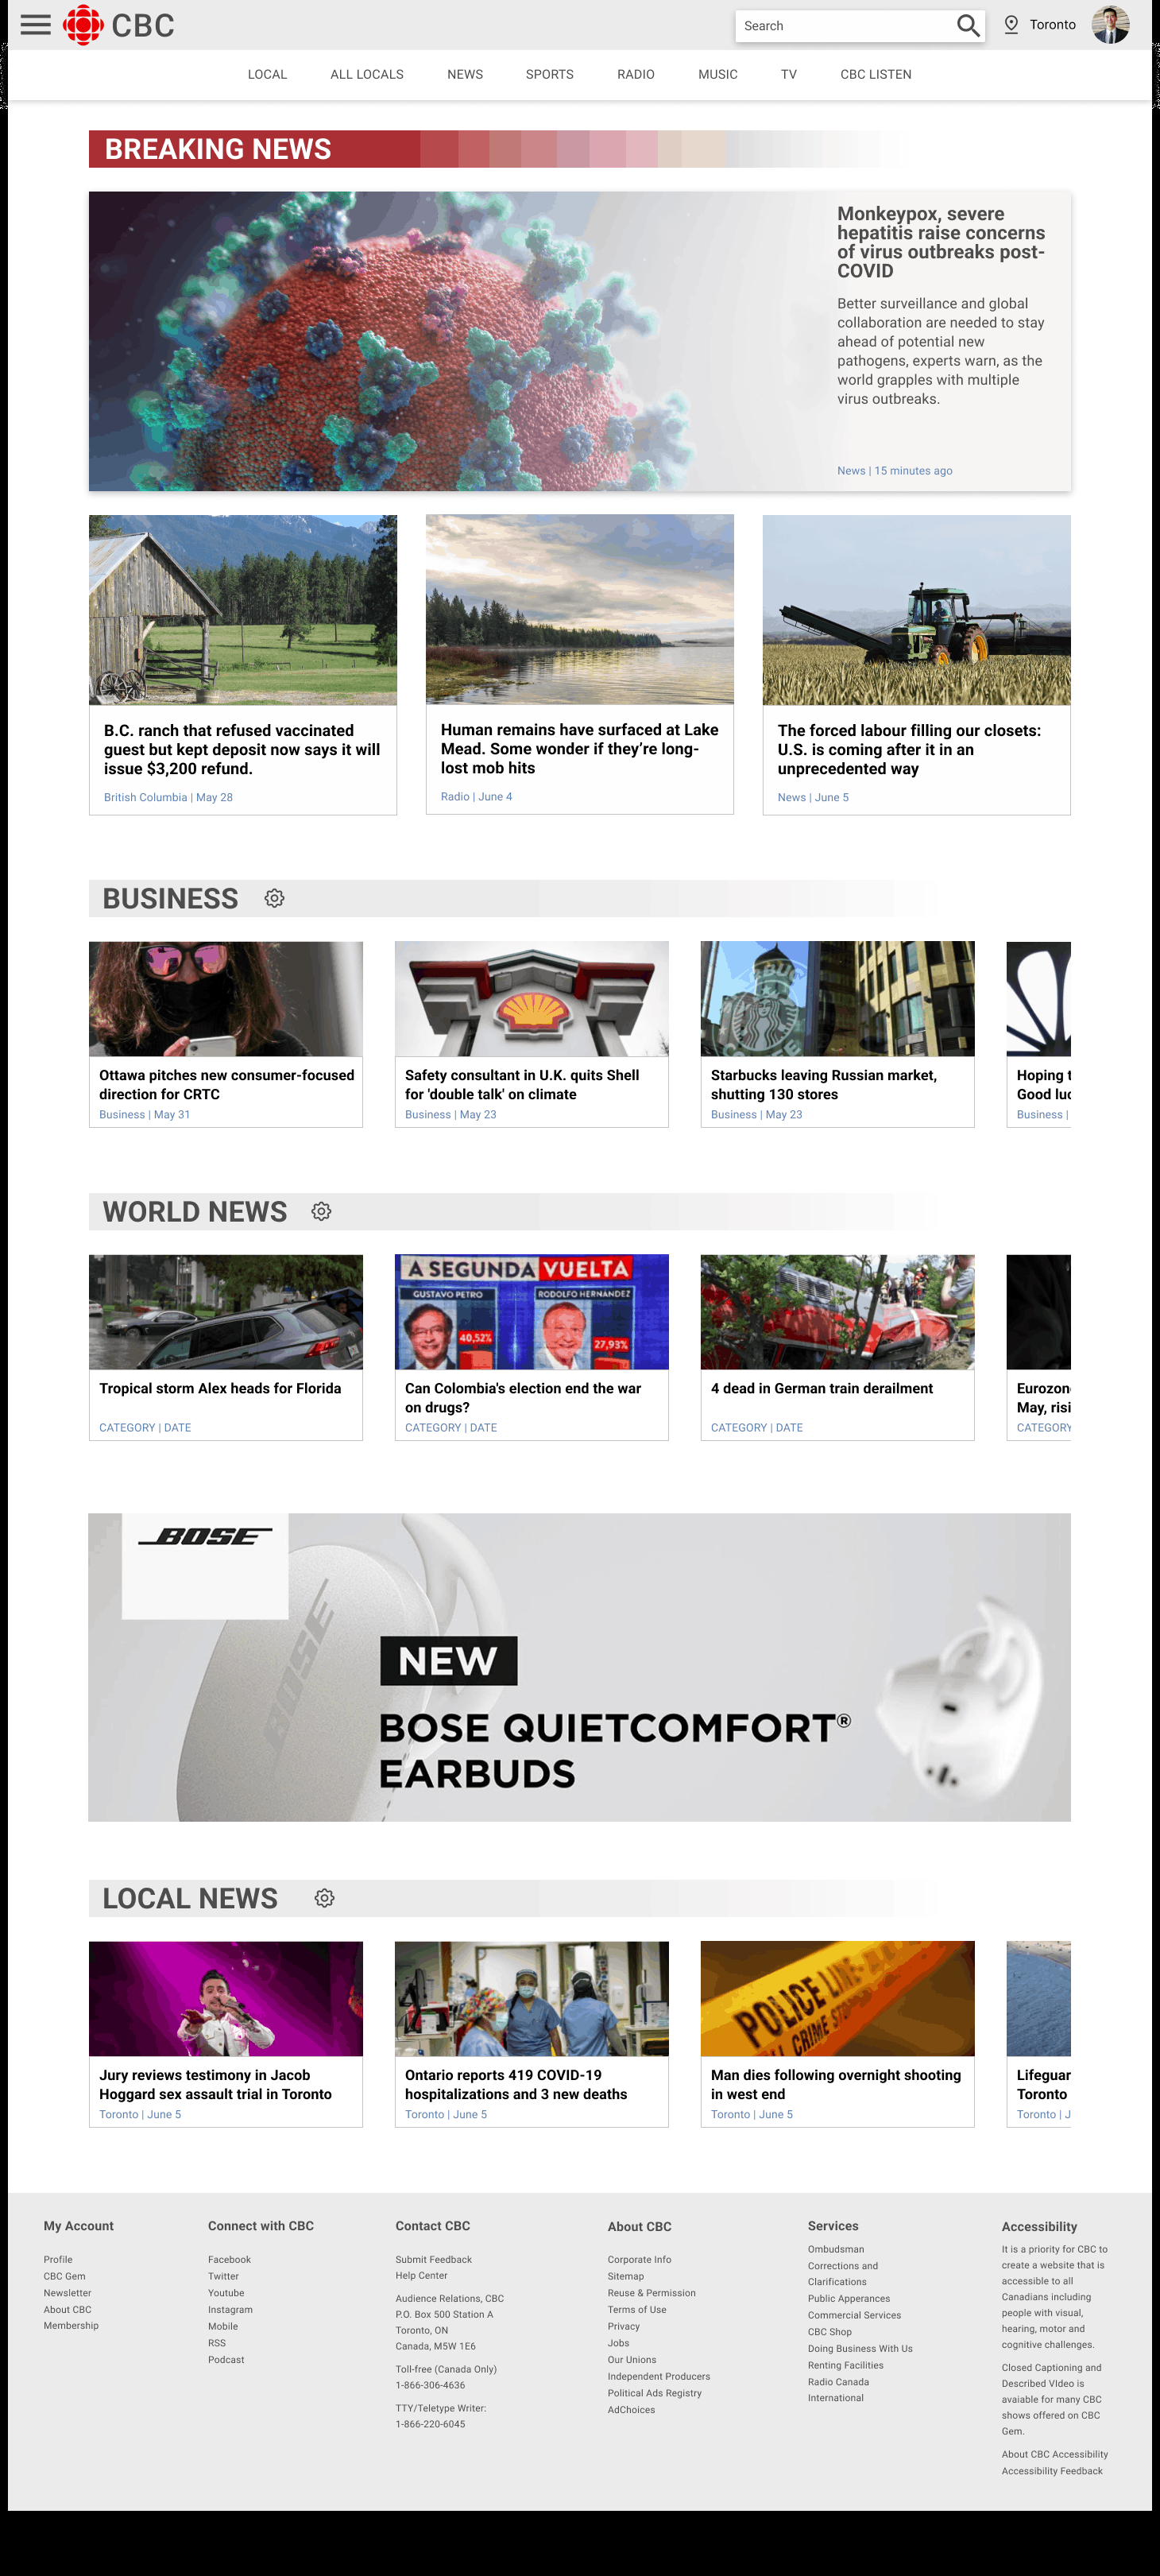 CBC
Search
Toronto
LOCAL ALL LOCALS NEWS SPORTS RADIO MUSIC TV CBC LISTEN
BREAKING NEWS
Monkeypox, severe
hepatitis raise concerns
of virus outbreaks post-
COVID
Better surveillance and global
collaboration are needed to stay
ahead of potential new
pathogens, experts warn, as the
world grapples with multiple
virus outbreaks.
News | 15 minutes ago
B.C. ranch that refused vaccinated
guest but kept deposit now says it will
issue $3,200 refund.
British Columbia | May 28
Human remains have surfaced at Lake
Mead. Some wonder if they're long-
lost mob hits
Radio | June 4
The forced labour filling our closets:
U.S. is coming after it in an
unprecedented way
News | June 5
BUSINESS
Ottawa pitches new consumer-focused
direction for CRTC
Business | May 31
Safety consultant in U.K. quits Shell
for 'double talk' on climate
Business | May 23
Starbucks leaving Russian market,
shutting 130 stores
Business | May 23
Hoping t
Good luc
Business |
WORLD NEWS
Tropical storm Alex heads for Florida
CATEGORY | DATE
A SEGUNDA VUELTA
GUSTAVO PETRO
RODOLFO HERNÁNDEZ
40,52%
27,93%
Can Colombia's election end the war
on drugs?
CATEGORY | DATE
4 dead in German train derailment
CATEGORY | DATE
Eurozon
May, risi
CATEGORY
BOSE
BOSE
NEW
BOSE QUIETCOMFORT®
EARBUDS
LOCAL NEWS
Jury reviews testimony in Jacob
Hoggard sex assault trial in Toronto
Toronto | June 5
Ontario reports 419 COVID-19
hospitalizations and 3 new deaths
Toronto | June 5
POLICE LINE DO
CRIME
Man dies following overnight shooting
in west end
Toronto | June 5
Lifeguar
Toronto
Toronto | J
My Account
Profile
CBC Gem
Newsletter
About CBC
Membership
Connect with CBC
Facebook
Twitter
Youtube
Instagram
Mobile
RSS
Podcast
Contact CBC
Submit Feedback
Help Center
Audience Relations, CBC
P.O. Box 500 Station A
Toronto, ON
Canada, M5W 1E6
Toll-free (Canada Only)
1-866-306-4636
TTY/Teletype Writer:
1-866-220-6045
About CBC
Corporate Info
Sitemap
Reuse & Permission
Terms of Use
Privacy
Jobs
Our Unions
Independent Producers
Political Ads Registry
AdChoices
Services
Ombudsman
Corrections and
Clarifications
Public Apperances
Commercial Services
CBC Shop
Doing Business With Us
Renting Facilities
Radio Canada
International
Accessibility
It is a priority for CBC to
create a website that is
accessible to all
Canadians including
people with visual,
hearing, motor and
cognitive challenges.
Closed Captioning and
Described VIdeo is
avaiable for many CBC
shows offered on CBC
Gem.
About CBC Accessibility
Accessibility Feedback